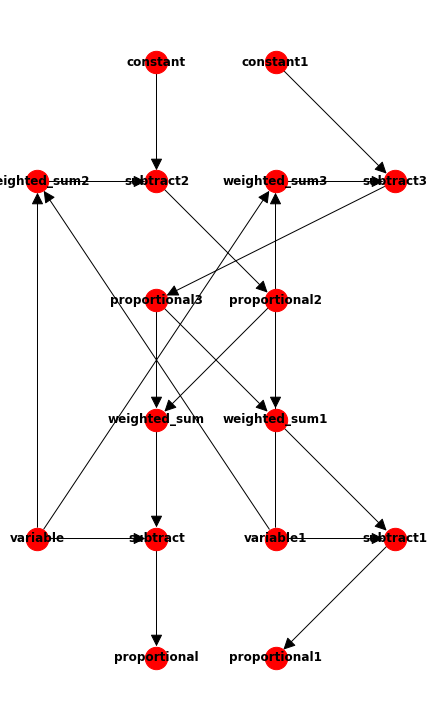 constant constant1
eighted_sum2 subtract2 weighted_sum3 subtract3
proportional3 proportional2
weighted_sum weighted_sum1
variable subtract variable1 subtract1
proportional proportional1